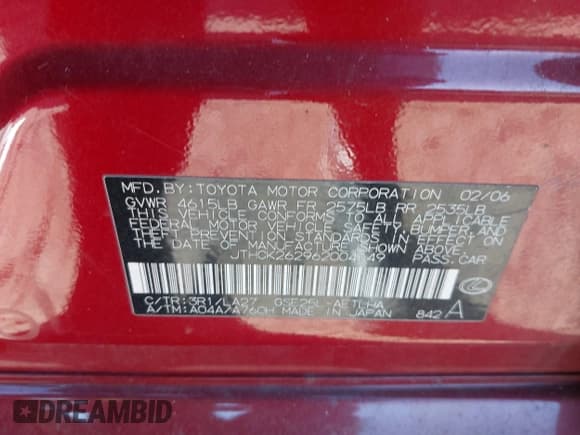 MFD. BY: TOYOTA MOTOR CORPORATION 02/06
GVWR 4615LB GAWR FR 2575LB RR 2535LB
THIS VEHICLE CONFORMS TO ALL APPLICABLE
FEDERAL MOTOR VEHICLE SAFETY, BUMPER, AND
THEFT PREVENTION STANDARDS IN EFFECT ON
THE DATE OF MANUFACTURE SHOWN ABOVE.
PASS.CAR
C/TR:3R1/LA27 GSE25L-AETLHA
A/TM:A04A/A760H MADE IN JAPAN 842 A
DREAMBID